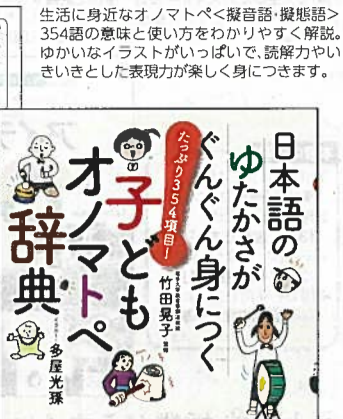 生活に身近なオノマトペ<擬音語・擬態語>
354語の意味と使い方をわかりやすく解説。
ゆかいなイラストがいっぱいで、読解力やい
きいきとした表現力が楽しく身につきます。
日本語の
ゆたかさが
ぐんぐん身につく
たっぷり354項目!
子ども
オノマトペ
辞典
竹田晃子
多屋光孫